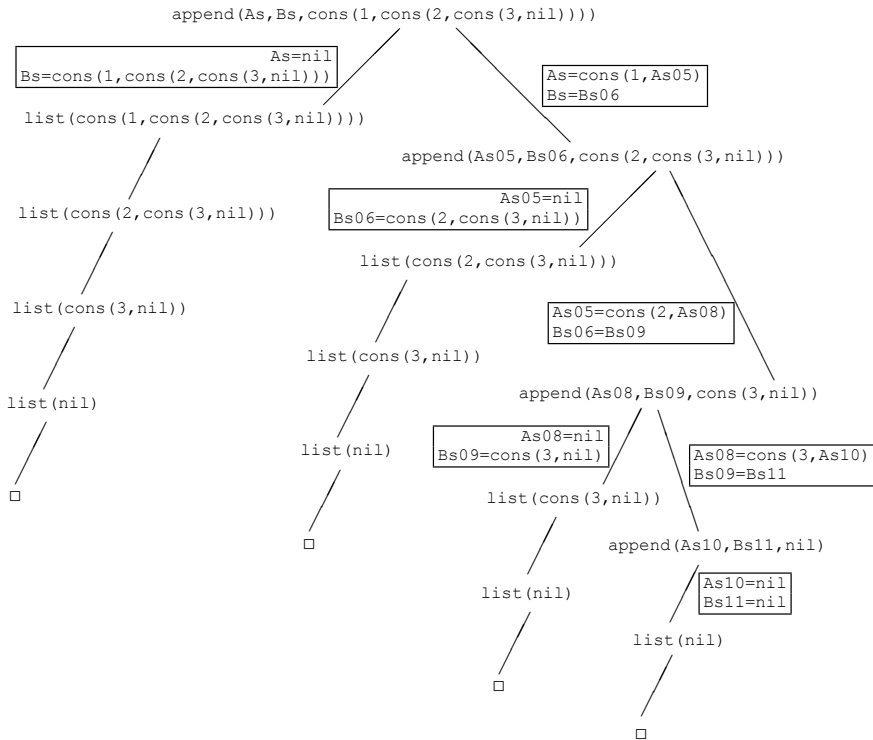 append(As,Bs,cons(1,cons(2,cons(3,nil))))
As=nil
Bs=cons(1,cons(2,cons(3,nil)))
As=cons(1,As05)
Bs=Bs06
list(cons(1,cons(2,cons(3,nil))))
append(As05,Bs06,cons(2,cons(3,nil)))
As05=nil
Bs06=cons(2,cons(3,nil))
list(cons(2,cons(3,nil)))
list(cons(2,cons(3,nil)))
list(cons(3,nil))
As05=cons(2,As08)
Bs06=Bs09
list(cons(3,nil))
append(As08,Bs09,cons(3,nil))
list(nil)
As08=nil
Bs09=cons(3,nil)
As08=cons(3,As10)
Bs09=Bs11
list(nil)
list(cons(3,nil))
append(As10,Bs11,nil)
As10=nil
Bs11=nil
list(nil)
list(nil)